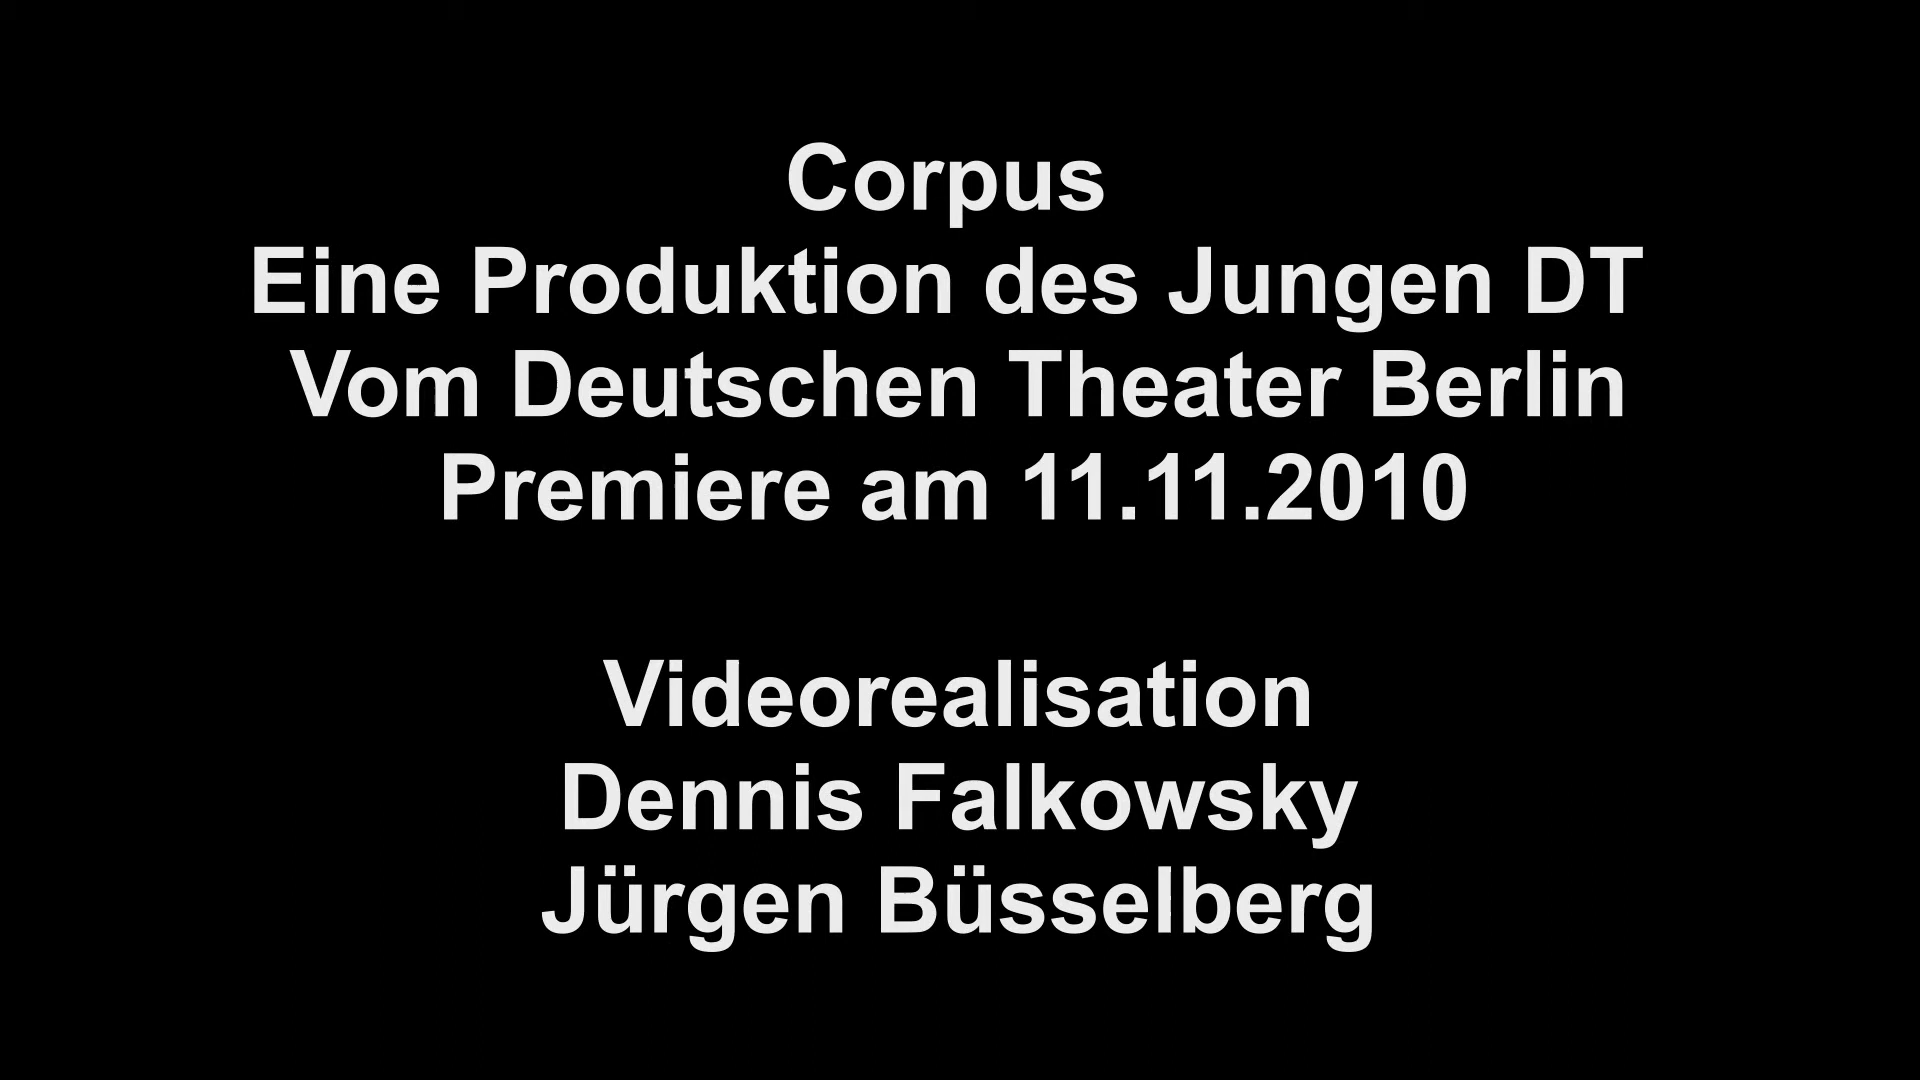 Corpus
Eine Produktion des Jungen DT
Vom Deutschen Theater Berlin
Premiere am 11.11.2010
Videorealisation
Dennis Falkowsky
Jürgen Büsselberg